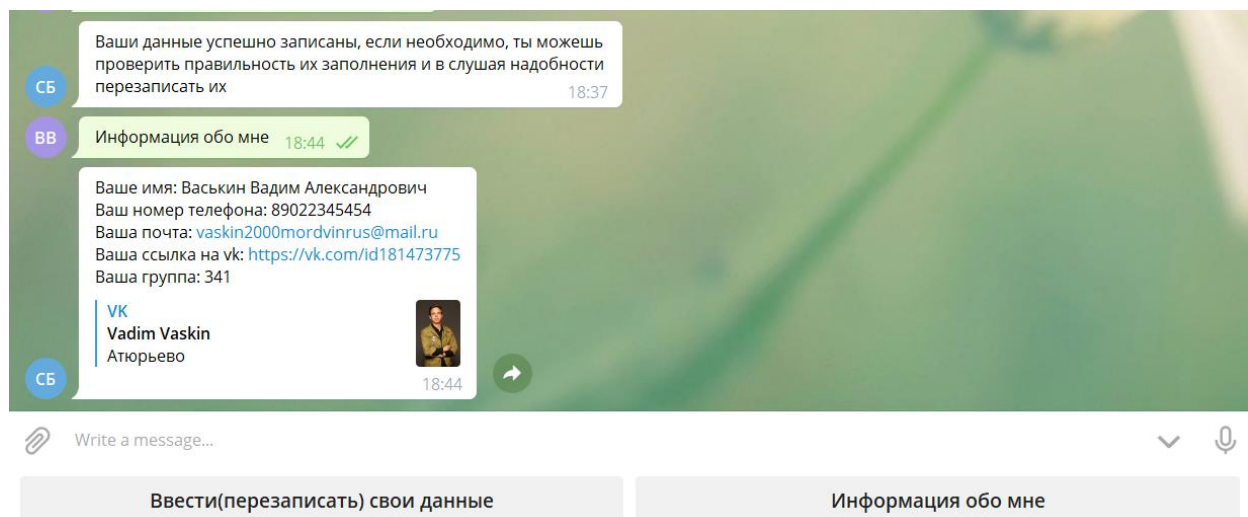 Ваши данные успешно записаны, если необходимо, ты можешь
проверить правильность их заполнения и в слушая надобности
перезаписать их
18:37
СБ
ВВ
Информация обо мне 18:44
Ваше имя: Васькин Вадим Александрович
Ваш номер телефона: 89022345454
Ваша почта: vaskin2000mordvinrus@mail.ru
Ваша ссылка на vk: https://vk.com/id181473775
Ваша группа: 341
VK
Vadim Vaskin
Атюрьево
СБ
18:44
Write a message...
Ввести(перезаписать) свои данные
Информация обо мне